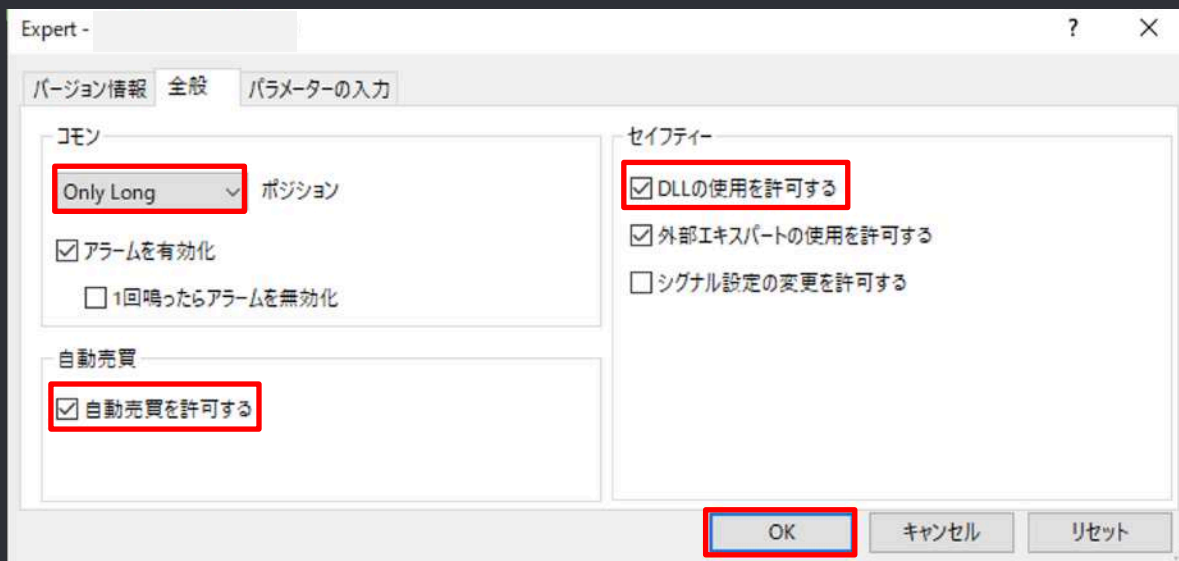 Expert -
?
バージョン情報 全般 パラメーターの入力
コモン
Only Long ポジション
アラームを有効化
1回鳴ったらアラームを無効化
自動売買
自動売買を許可する
セイフティー
DLLの使用を許可する
外部エキスパートの使用を許可する
シグナル設定の変更を許可する
OK キャンセル リセット